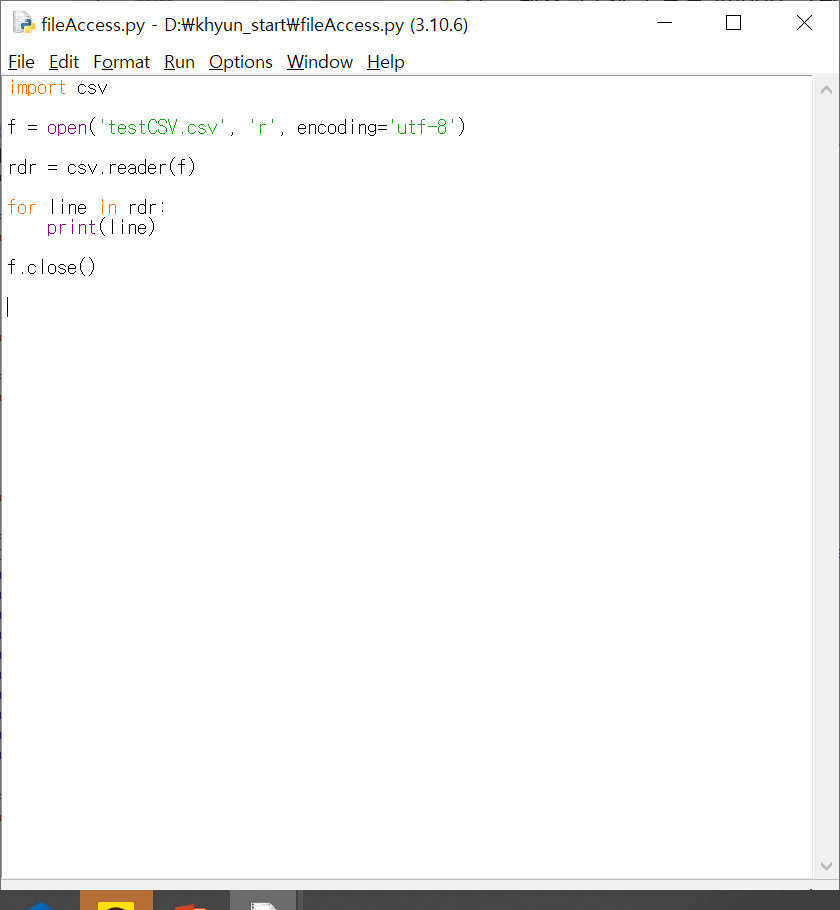 fileAccess.py - D:₩khyun_start₩fileAccess.py (3.10.6)
File Edit Format Run Options Window Help
import csv
f = open('testCSV.csv', 'r', encoding='utf-8')
rdr = csv.reader(f)
for line in rdr:
    print(line)
f.close()